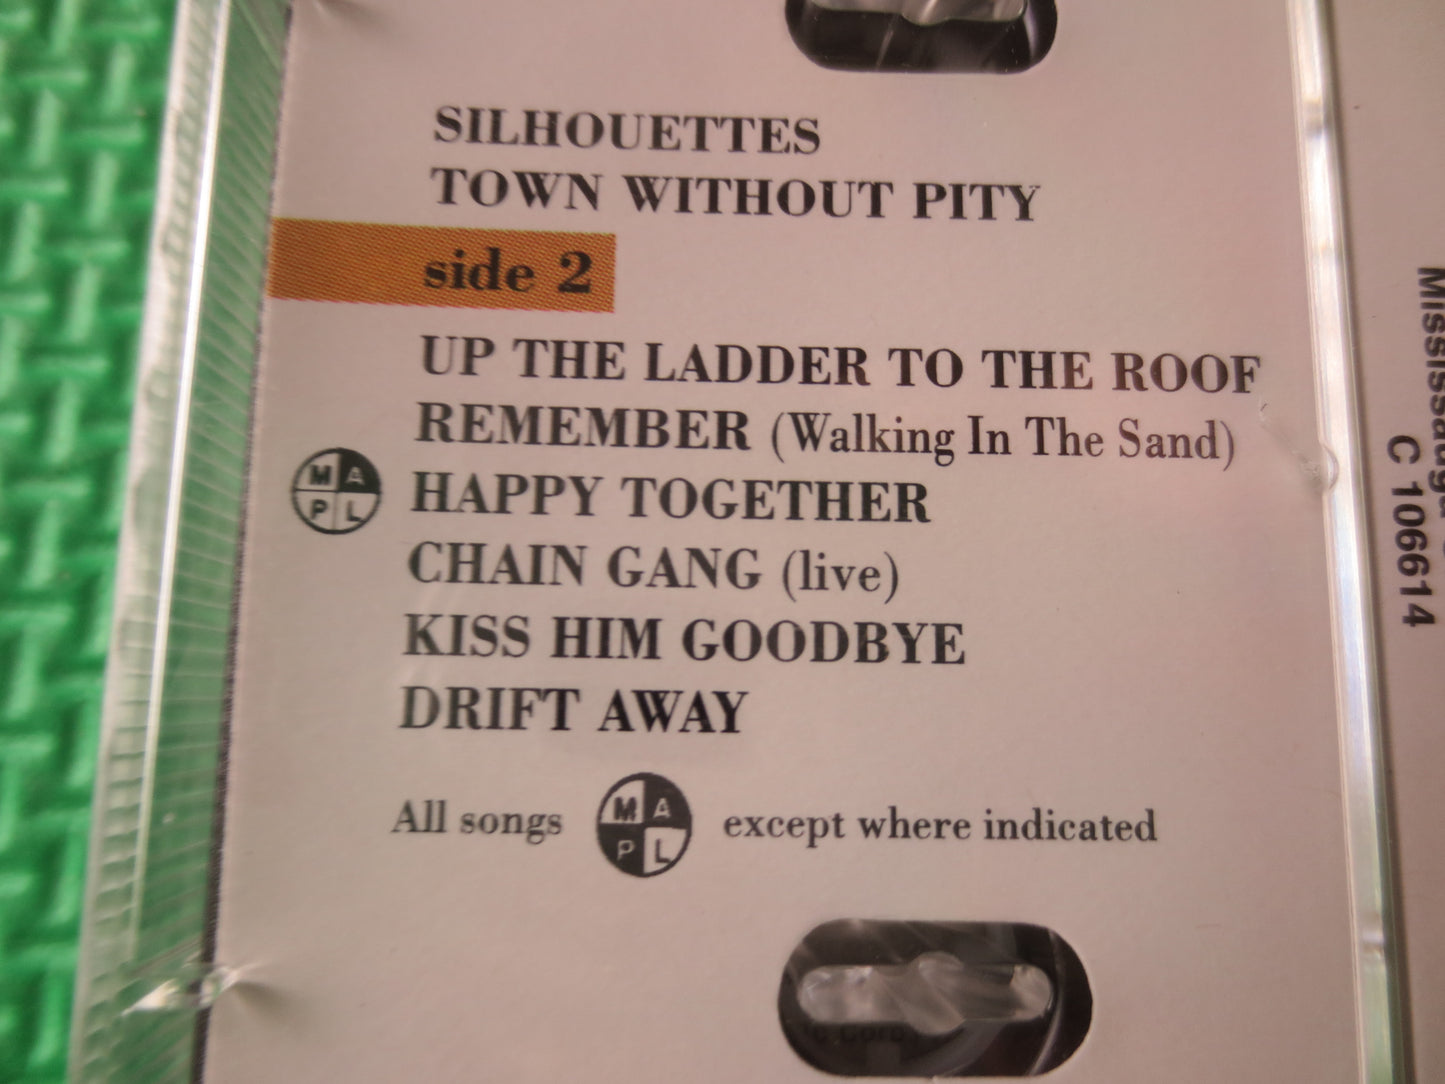 SILHOUETTES
TOWN WITHOUT PITY
side 2
UP THE LADDER TO THE ROOF
REMEMBER (Walking In The Sand)
M A P L HAPPY TOGETHER
CHAIN GANG (live)
KISS HIM GOODBYE
DRIFT AWAY
All songs M A P L except where indicated
C 10614